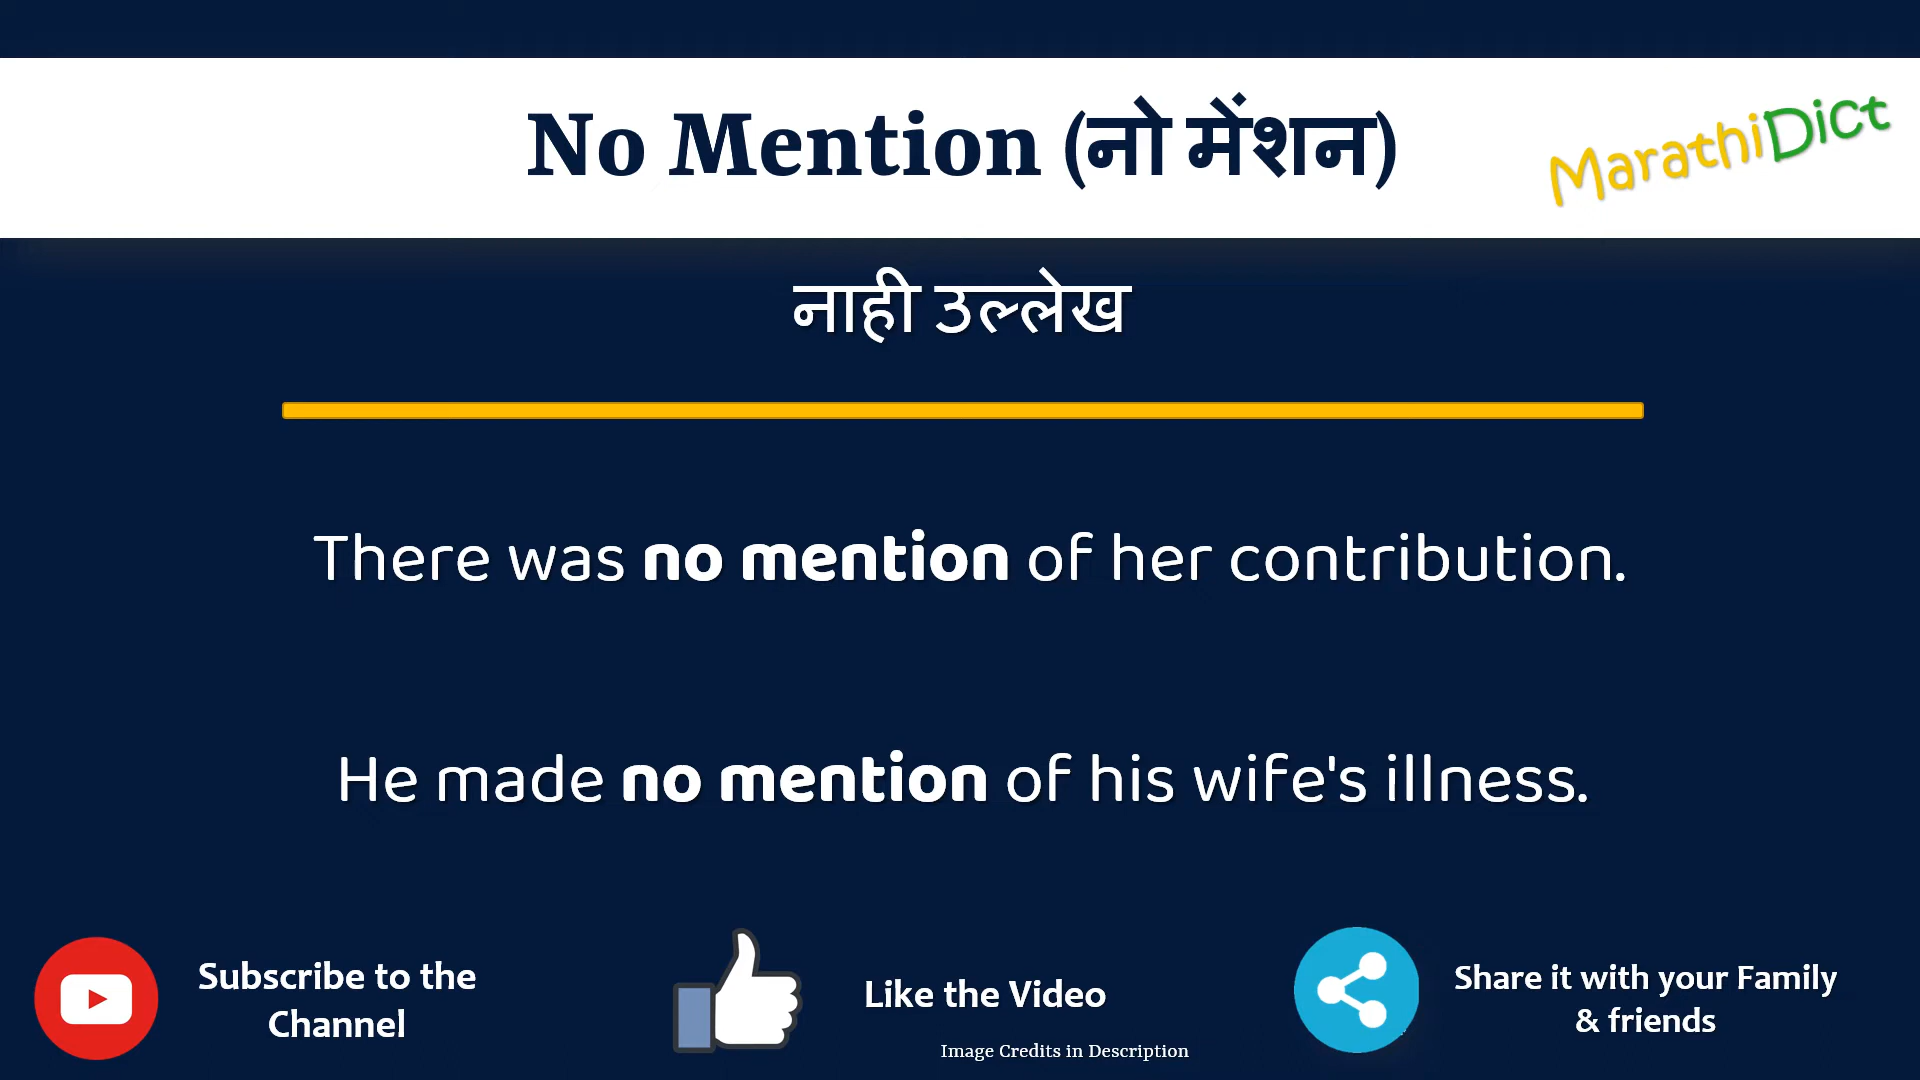 No Mention (नो मेंशन)
MarathiDict
नाही उल्लेख
There was no mention of her contribution.
He made no mention of his wife's illness.
Subscribe to the
Channel
Like the Video
Share it with your Family
& friends
Image Credits in Description